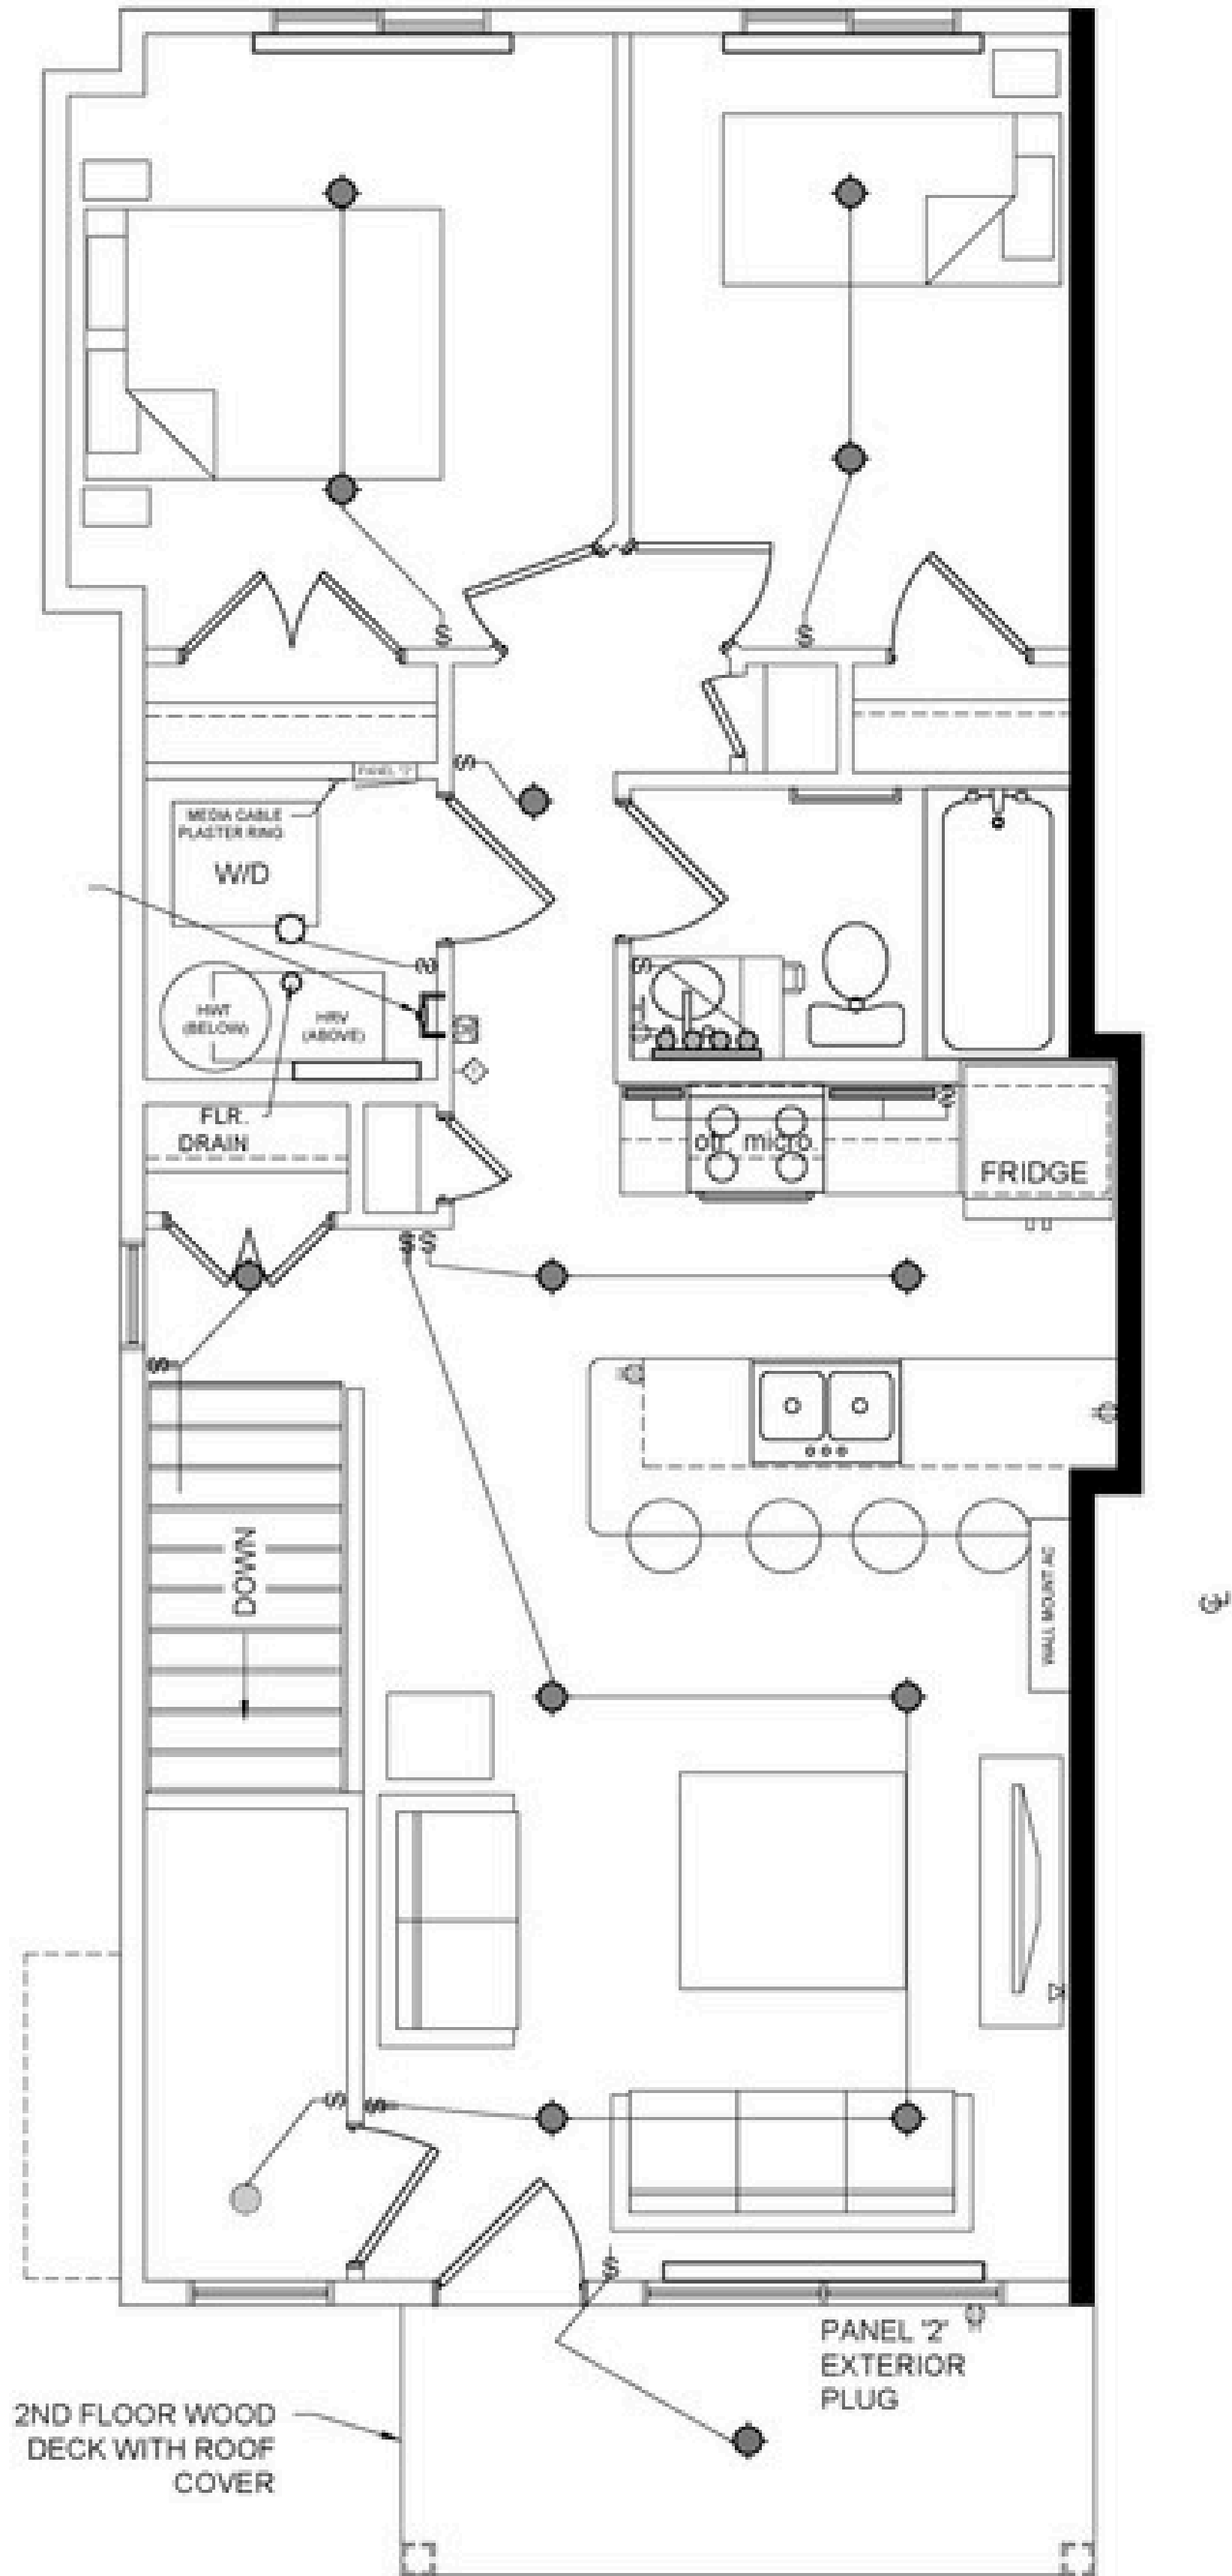 PANEL "2"
MEDIA CABLE
PLASTER RING
W/D
HWT
(BELOW)
HRV
(ABOVE)
FLR.
DRAIN
otr. micro.
FRIDGE
DOWN
WALL MOUNT AC
PANEL "2"
EXTERIOR
PLUG
2ND FLOOR WOOD
DECK WITH ROOF
COVER